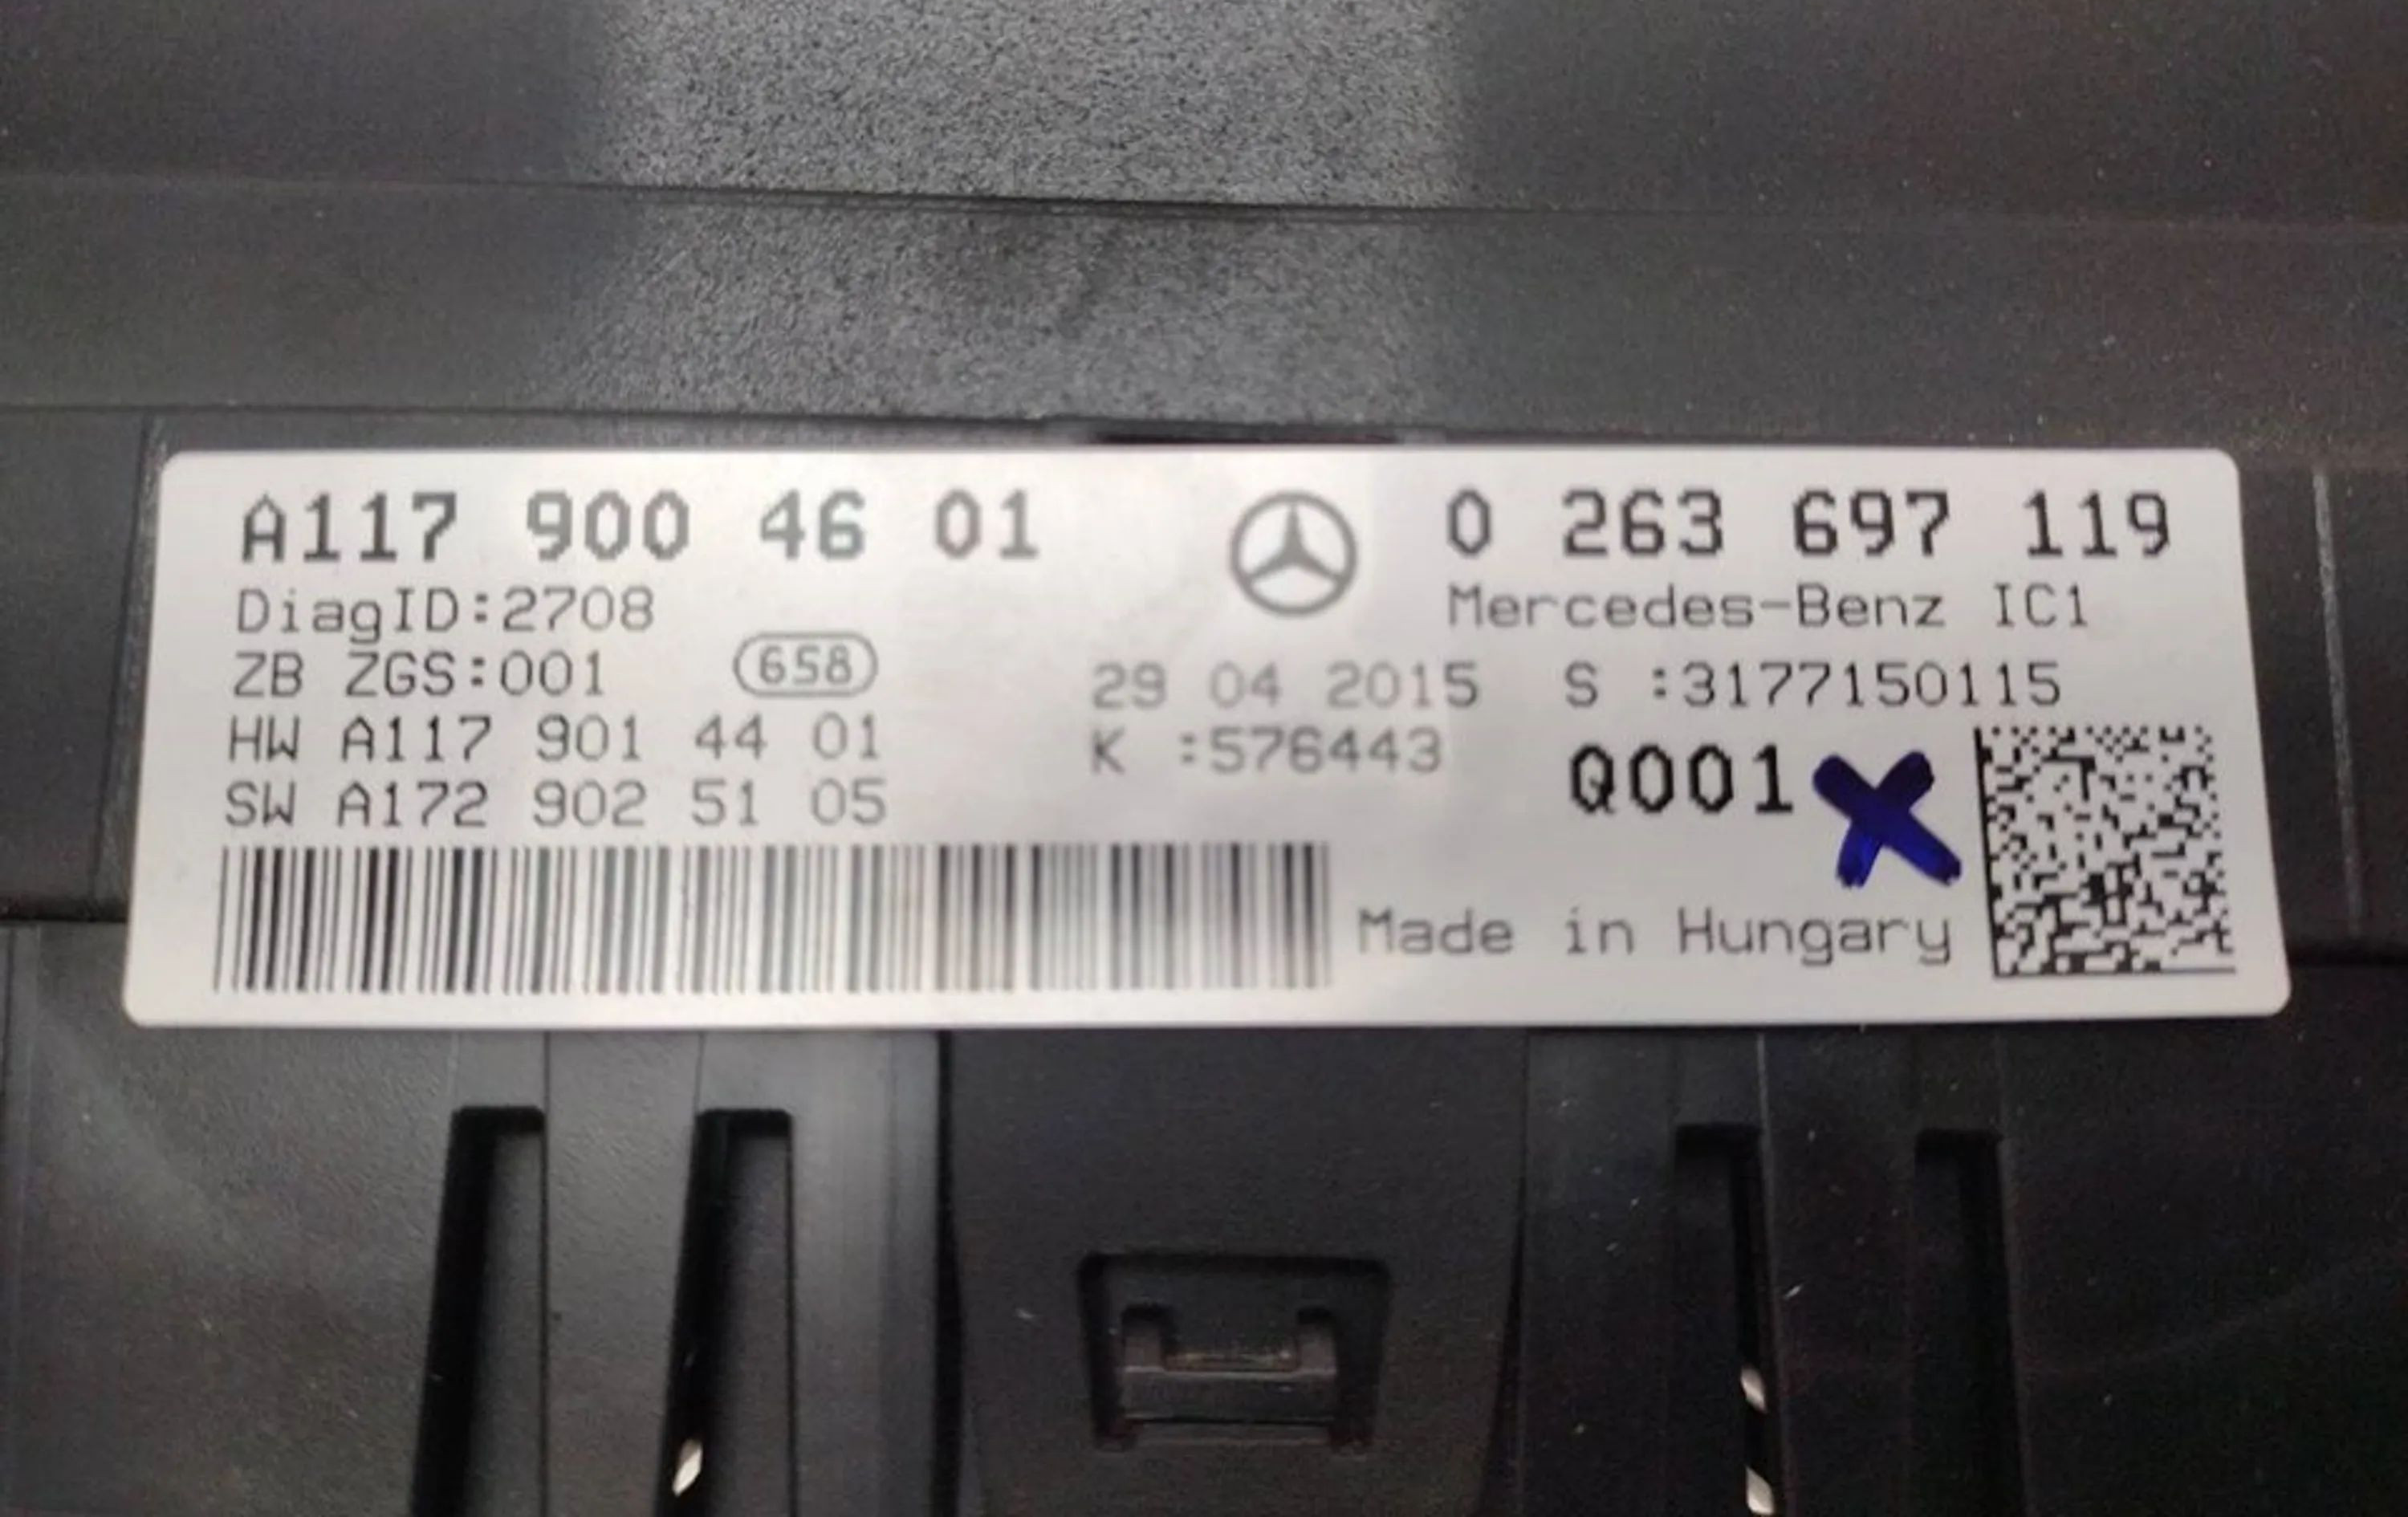 A117 900 46 01
DiagID:2708
ZB ZGS:001
658
HW A117 901 44 01
SW A172 902 51 05
0 263 697 119
Mercedes-Benz IC1
29 04 2015 S :3177150115
K :576443
Q001
Made in Hungary